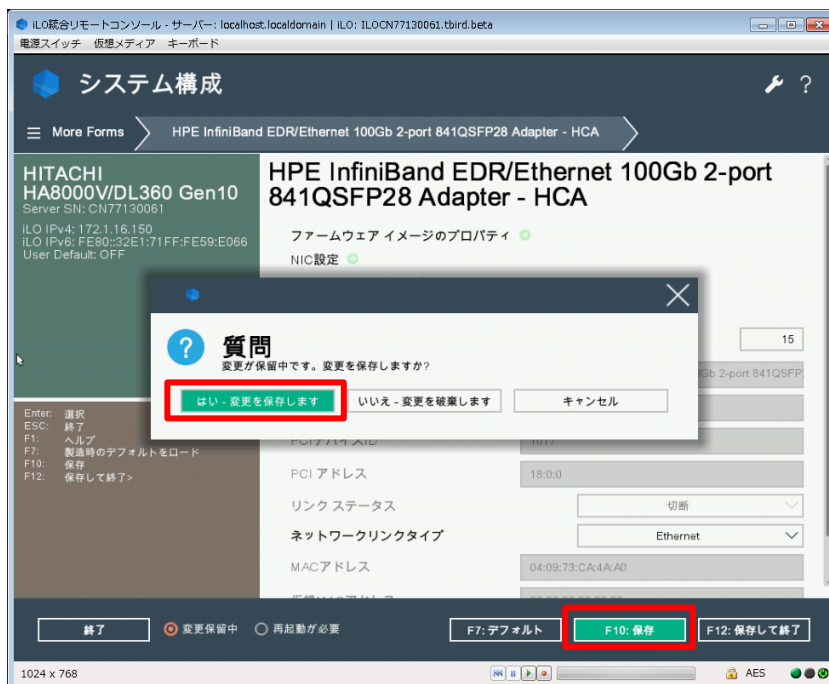 iLO統合リモートコンソール - サーバー: localhost.localdomain | iLO: ILOCN77130061.tbird.beta
電源スイッチ 仮想メディア キーボード
システム構成
?
More Forms HPE InfiniBand EDR/Ethernet 100Gb 2-port 841QSFP28 Adapter - HCA
HITACHI
HA8000V/DL360 Gen10
Server SN: CN77130061
iLO IPv4: 172.1.16.150
iLO IPv6: FE80::32E1:71FF:FE59:E066
User Default: OFF
HPE InfiniBand EDR/Ethernet 100Gb 2-port
841QSFP28 Adapter - HCA
ファームウェア イメージのプロパティ
NIC設定
15
Gb 2-port 841QSFP
?
質問
変更が保留中です。変更を保存しますか?
はい - 変更を保存します いいえ - 変更を破棄します キャンセル
PCIデバイスID 1017
PCI アドレス 18:0:0
リンク ステータス 切断
ネットワークリンクタイプ Ethernet
MACアドレス 04:09:73:CA:4A:A0
Enter: 選択
ESC: 終了
F1: ヘルプ
F7: 製造時のデフォルトをロード
F10: 保存
F12: 保存して終了>
終了 変更保留中 再起動が必要 F7: デフォルト F10: 保存 F12: 保存して終了
1024 x 768 AES